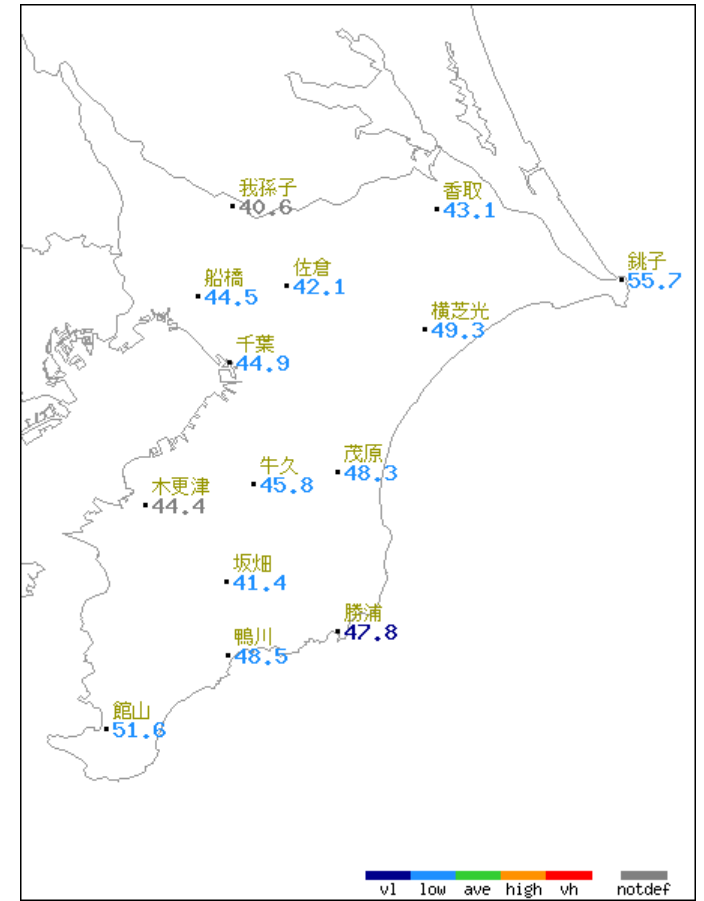 我孫子
40.6
香取
43.1
船橋
44.5
佐倉
42.1
銚子
55.7
横芝光
49.3
千葉
44.9
牛久
45.8
茂原
48.3
木更津
44.4
坂畑
41.4
勝浦
47.8
鴨川
48.5
館山
51.6
vl low ave high vh notdef